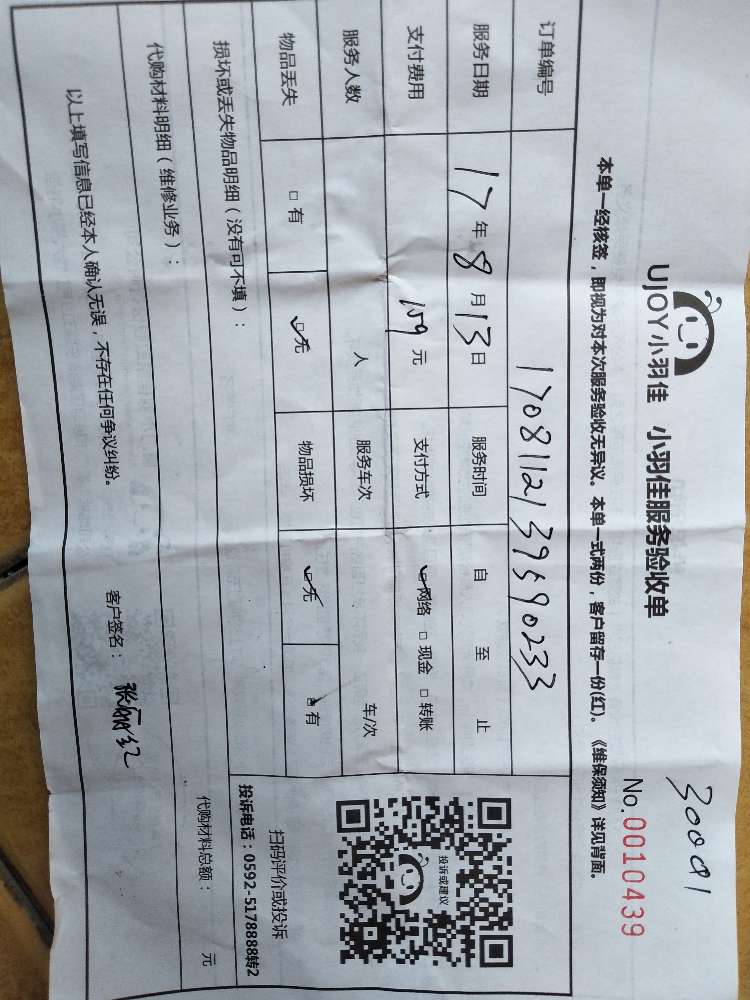 30091
UJOY小羽佳 小羽佳服务验收单
No.0010439
本单一经核签，即视为对本次服务验收无异议。本单一式两份，客户留存一份(红)。《维保须知》详见背面。
订单编号 1708112139590233
服务日期 17年8月13日 服务时间 自 至 止
支付费用 159元 支付方式 ☑网络 □现金 □转账
服务人数 人 服务车次 车/次
物品丢失 □有 ☑无 物品损坏 ☑无 □有
投诉或建议
扫码评价或投诉
投诉电话：0592-5178888转2
损坏或丢失物品明细（没有可不填）：
代购材料明细（维修业务）： 代购材料总额： 元
以上填写信息已经本人确认无误，不存在任何争议纠纷。 客户签名：